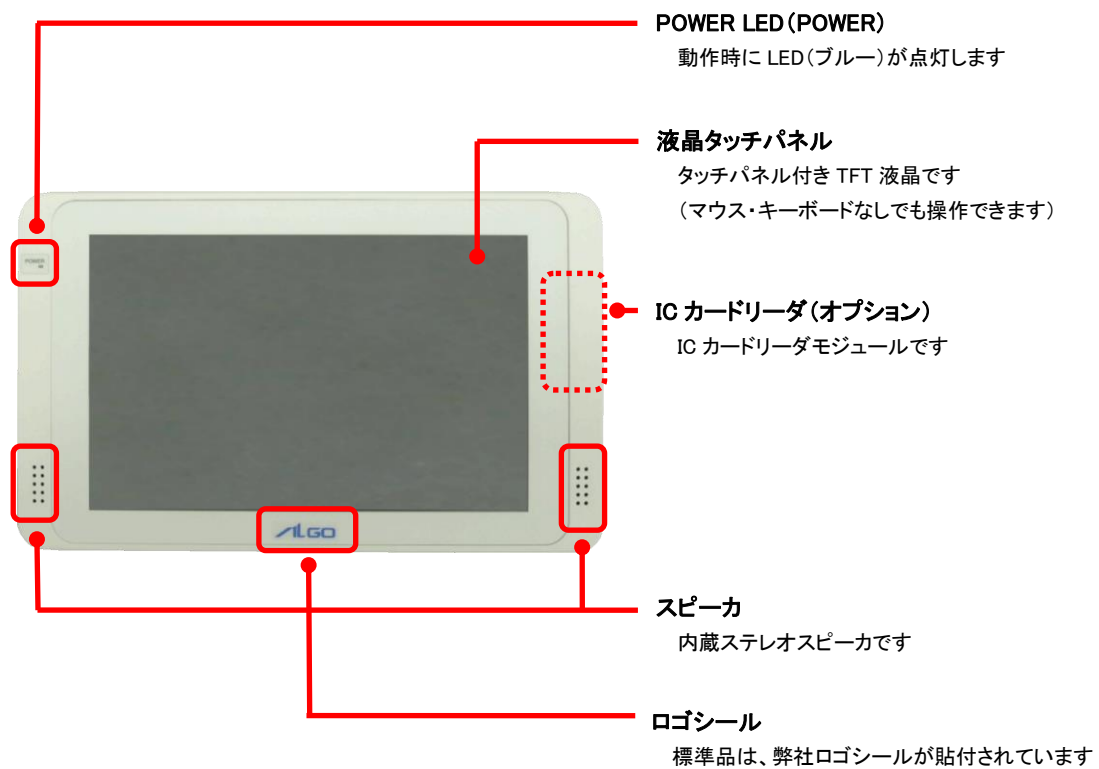 POWER LED（POWER）
動作時に LED（ブルー）が点灯します
液晶タッチパネル
タッチパネル付き TFT 液晶です
（マウス・キーボードなしでも操作できます）
POWER
IC カードリーダ（オプション）
IC カードリーダモジュールです
ALGO
スピーカ
内蔵ステレオスピーカです
ロゴシール
標準品は、弊社ロゴシールが貼付されています